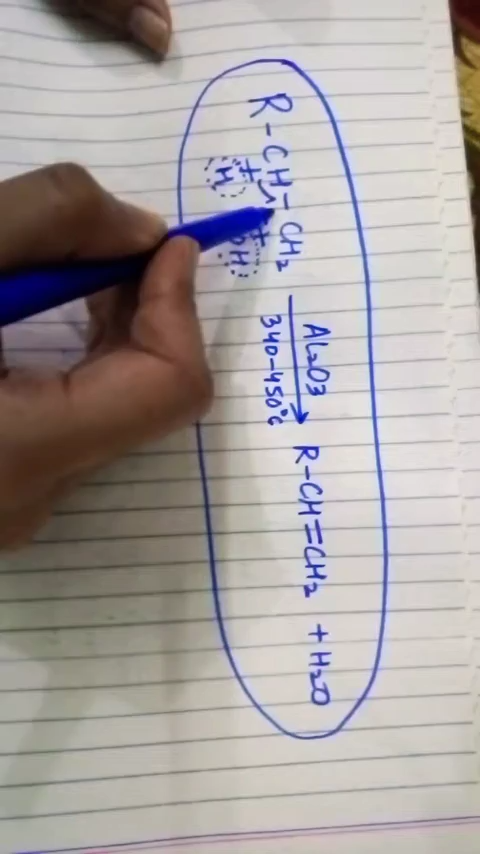 Al2O3
R-CH-CH2 → R-CH=CH2 + H2O
340-450°C
H OH